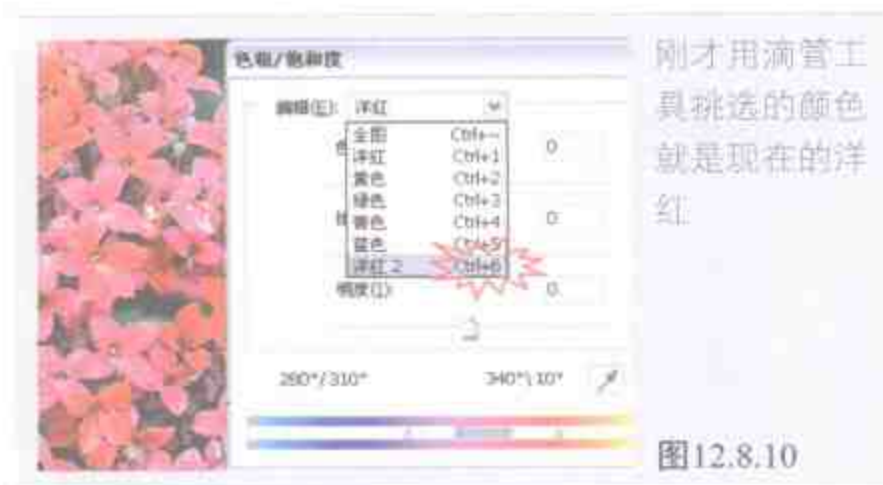 色相/饱和度
编辑(E): 洋红
全图 Ctrl+~
洋红 Ctrl+1
黄色 Ctrl+2
绿色 Ctrl+3
青色 Ctrl+4
蓝色 Ctrl+5
洋红 2 Ctrl+6
0
0
明度(I): 0
280°/310° 340°\10°
刚才用滴管工
具挑选的颜色
就是现在的洋
红
图12.8.10